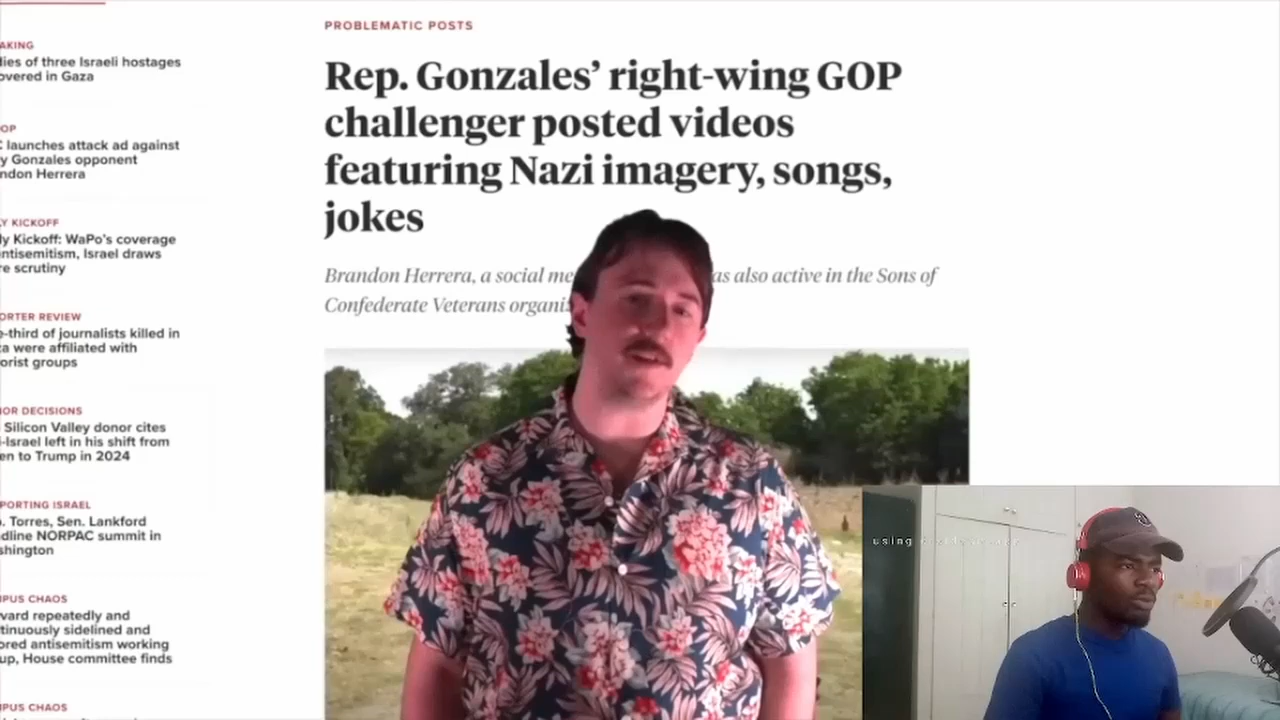 PROBLEMATIC POSTS
Rep. Gonzales’ right-wing GOP
challenger posted videos
featuring Nazi imagery, songs,
jokes
Brandon Herrera, a social me as also active in the Sons of
Confederate Veterans organi
AKING
dies of three Israeli hostages
overed in Gaza
OP
C launches attack ad against
y Gonzales opponent
ndon Herrera
Y KICKOFF
ly Kickoff: WaPo’s coverage
ntisemitism, Israel draws
re scrutiny
ORTER REVIEW
e-third of journalists killed in
za were affiliated with
orist groups
OR DECISIONS
Silicon Valley donor cites
i-Israel left in his shift from
en to Trump in 2024
PORTING ISRAEL
. Torres, Sen. Lankford
dline NORPAC summit in
shington
PUS CHAOS
vard repeatedly and
tinuously sidelined and
ored antisemitism working
up, House committee finds
PUS CHAOS
using